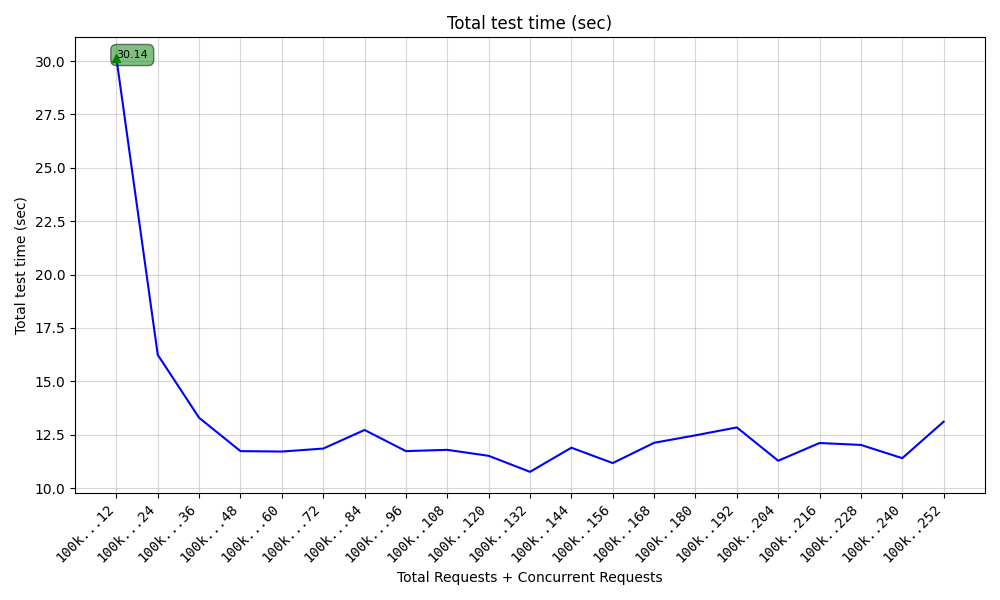 Total test time (sec)
30.14
30.0
27.5
25.0
22.5
20.0
17.5
15.0
12.5
10.0
Total test time (sec)
100k...12
100k...24
100k...36
100k...48
100k...60
100k...72
100k...84
100k...96
100k..108
100k..120
100k..132
100k..144
100k..156
100k..168
100k..180
100k..192
100k..204
100k..216
100k..228
100k..240
100k..252
Total Requests + Concurrent Requests